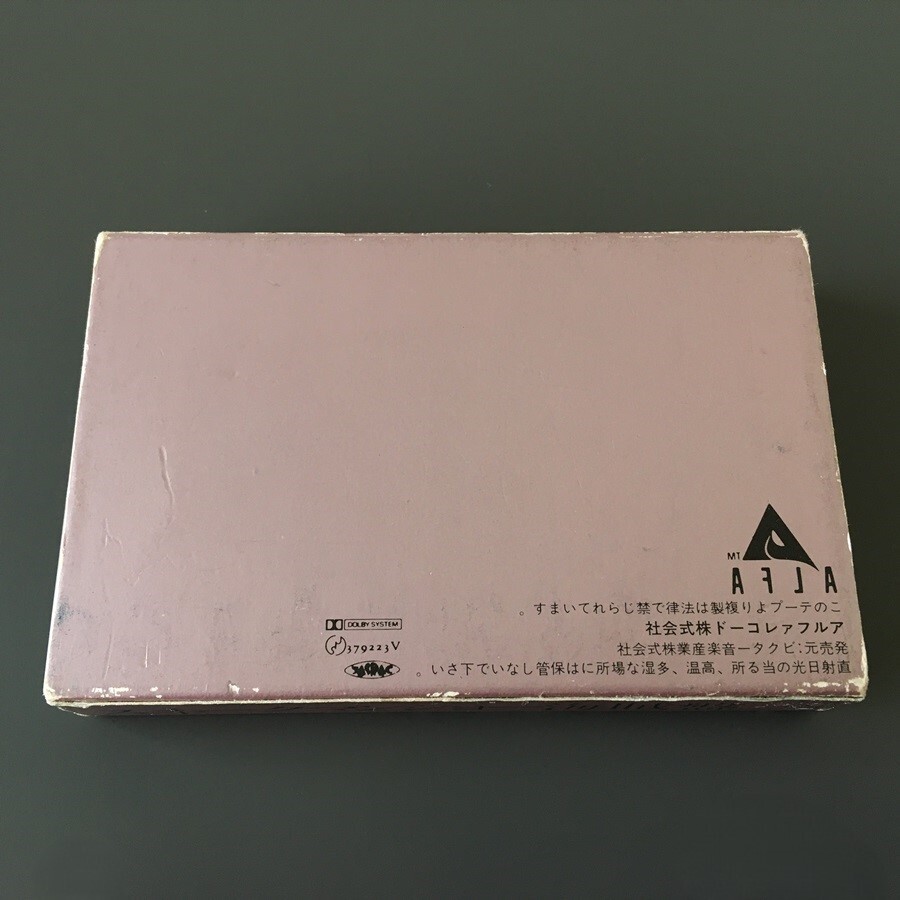 TM
ALFA
このテープより複製は法律で禁じられています。
DOLBY SYSTEM
アルファレコード株式会社
379223V
発売元:ビクター音楽産業株式会社
JASRAC
直射日光の当る所、高温、多湿な場所には保管しないで下さい。